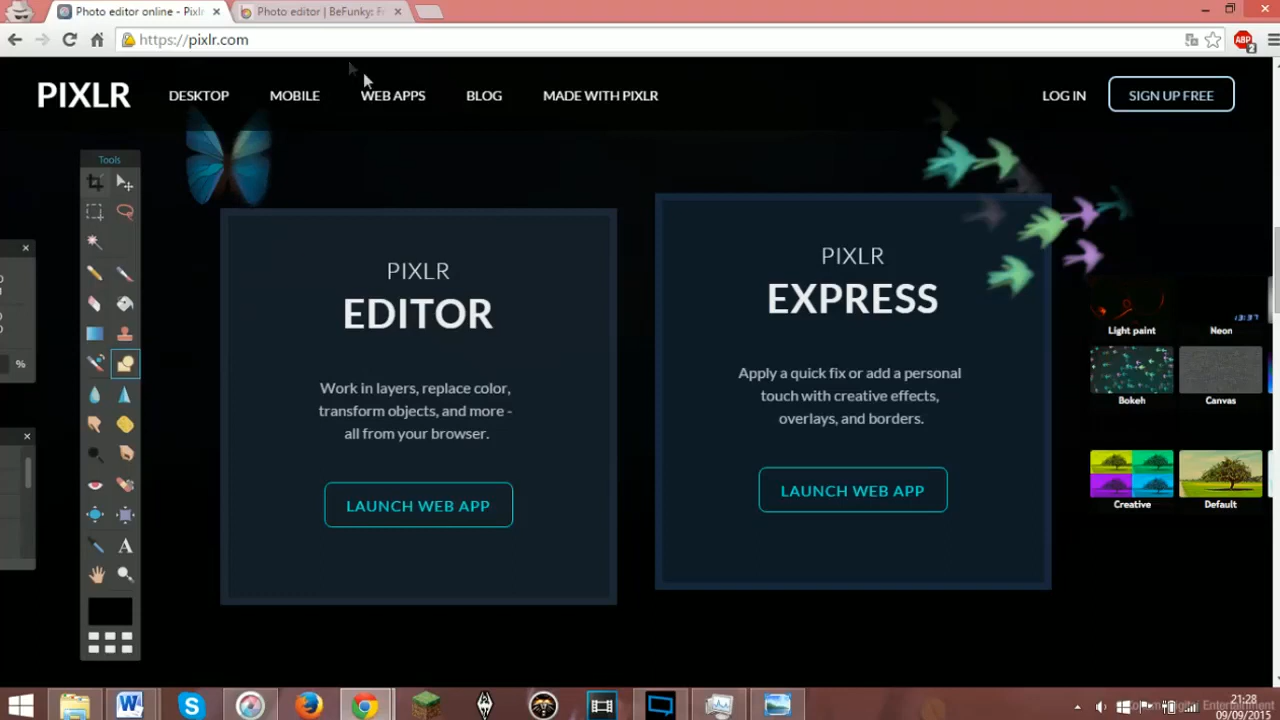 Photo editor online - Pixlr
Photo editor | BeFunky: Fr
https://pixlr.com
ABP
2
PIXLR
DESKTOP
MOBILE
WEB APPS
BLOG
MADE WITH PIXLR
LOG IN
SIGN UP FREE
Tools
PIXLR
EDITOR
Work in layers, replace color,
transform objects, and more -
all from your browser.
LAUNCH WEB APP
PIXLR
EXPRESS
Apply a quick fix or add a personal
touch with creative effects,
overlays, and borders.
LAUNCH WEB APP
%
A
Light paint
Neon
Bokeh
Canvas
Creative
Default
21:28
09/09/2015